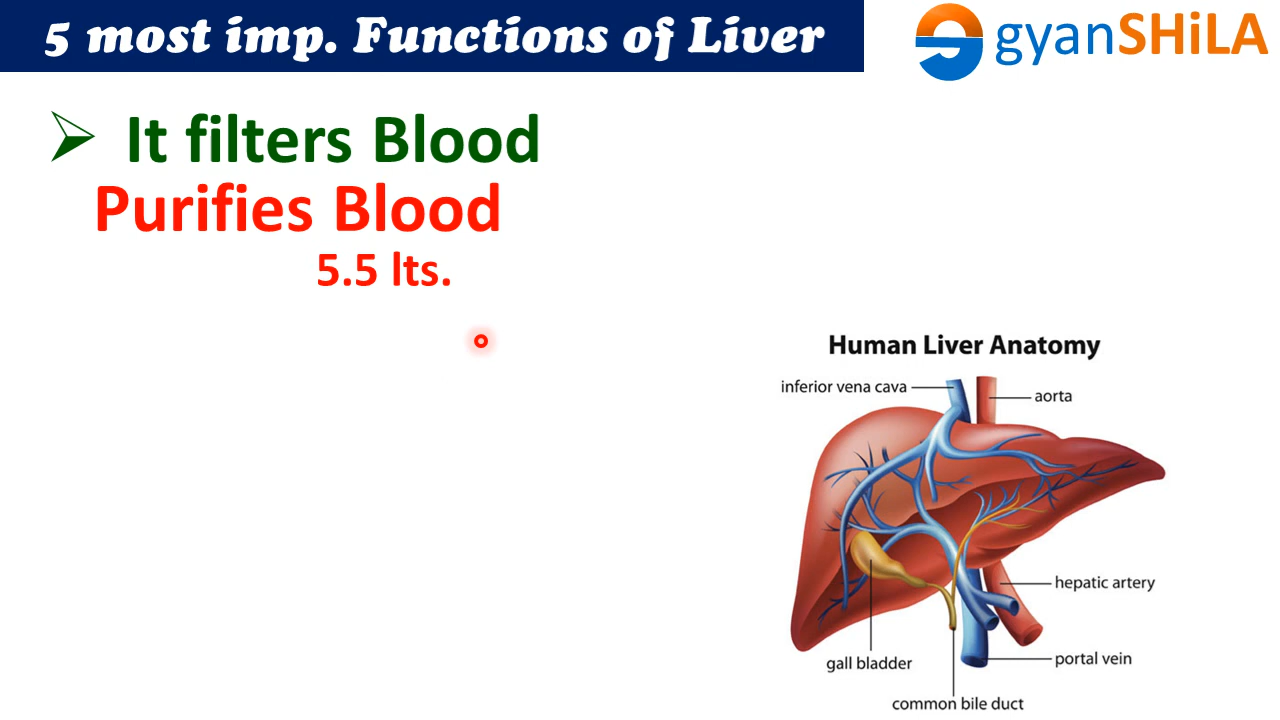 5 most imp. Functions of Liver
gyanSHiLA
It filters Blood
Purifies Blood
5.5 lts.
Human Liver Anatomy
inferior vena cava
aorta
hepatic artery
gall bladder
portal vein
common bile duct